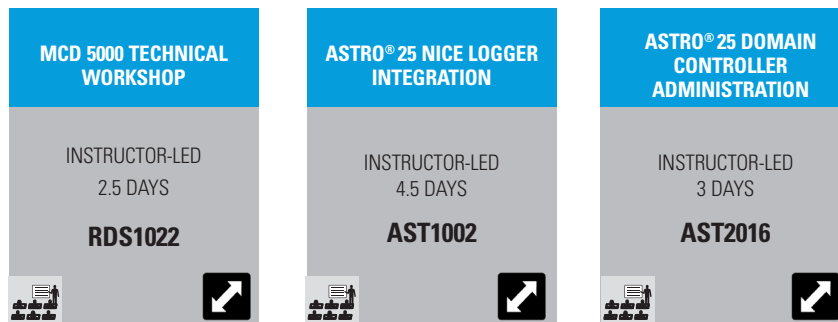 MCD 5000 TECHNICAL
WORKSHOP
INSTRUCTOR-LED
2.5 DAYS
RDS1022
ASTRO® 25 NICE LOGGER
INTEGRATION
INSTRUCTOR-LED
4.5 DAYS
AST1002
ASTRO® 25 DOMAIN
CONTROLLER
ADMINISTRATION
INSTRUCTOR-LED
3 DAYS
AST2016